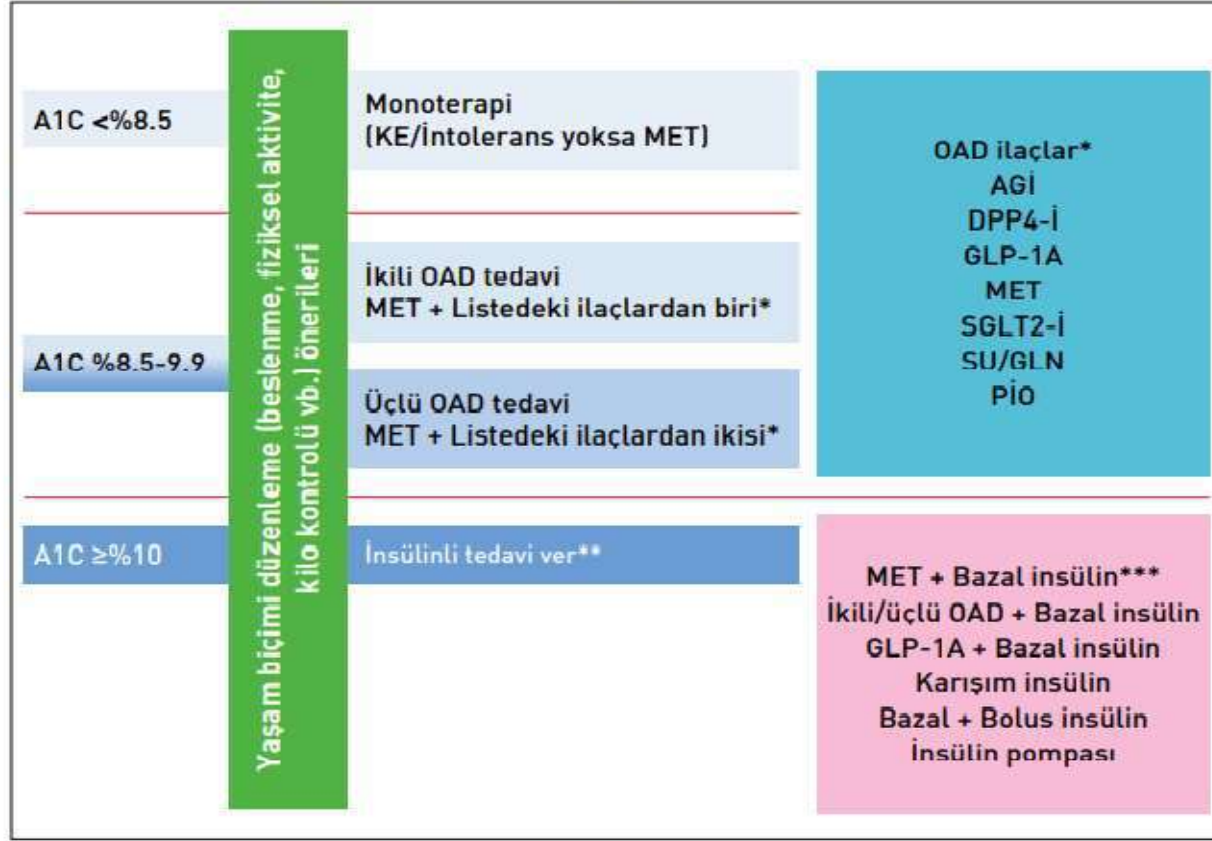 A1C <%8.5
Yaşam biçimi düzenleme (beslenme, fiziksel aktivite,
kilo kontrolü vb.) önerileri
Monoterapi
(KE/İntolerans yoksa MET)
OAD ilaçlar*
AGİ
DPP4-İ
GLP-1A
MET
SGLT2-İ
SU/GLN
PİO
A1C %8.5-9.9
İkili OAD tedavi
MET + Listedeki ilaçlardan biri*
Üçlü OAD tedavi
MET + Listedeki ilaçlardan ikisi*
A1C ≥%10
İnsülinli tedavi ver**
MET + Bazal insülin***
İkili/üçlü OAD + Bazal insülin
GLP-1A + Bazal insülin
Karışım insülin
Bazal + Bolus insülin
İnsülin pompası